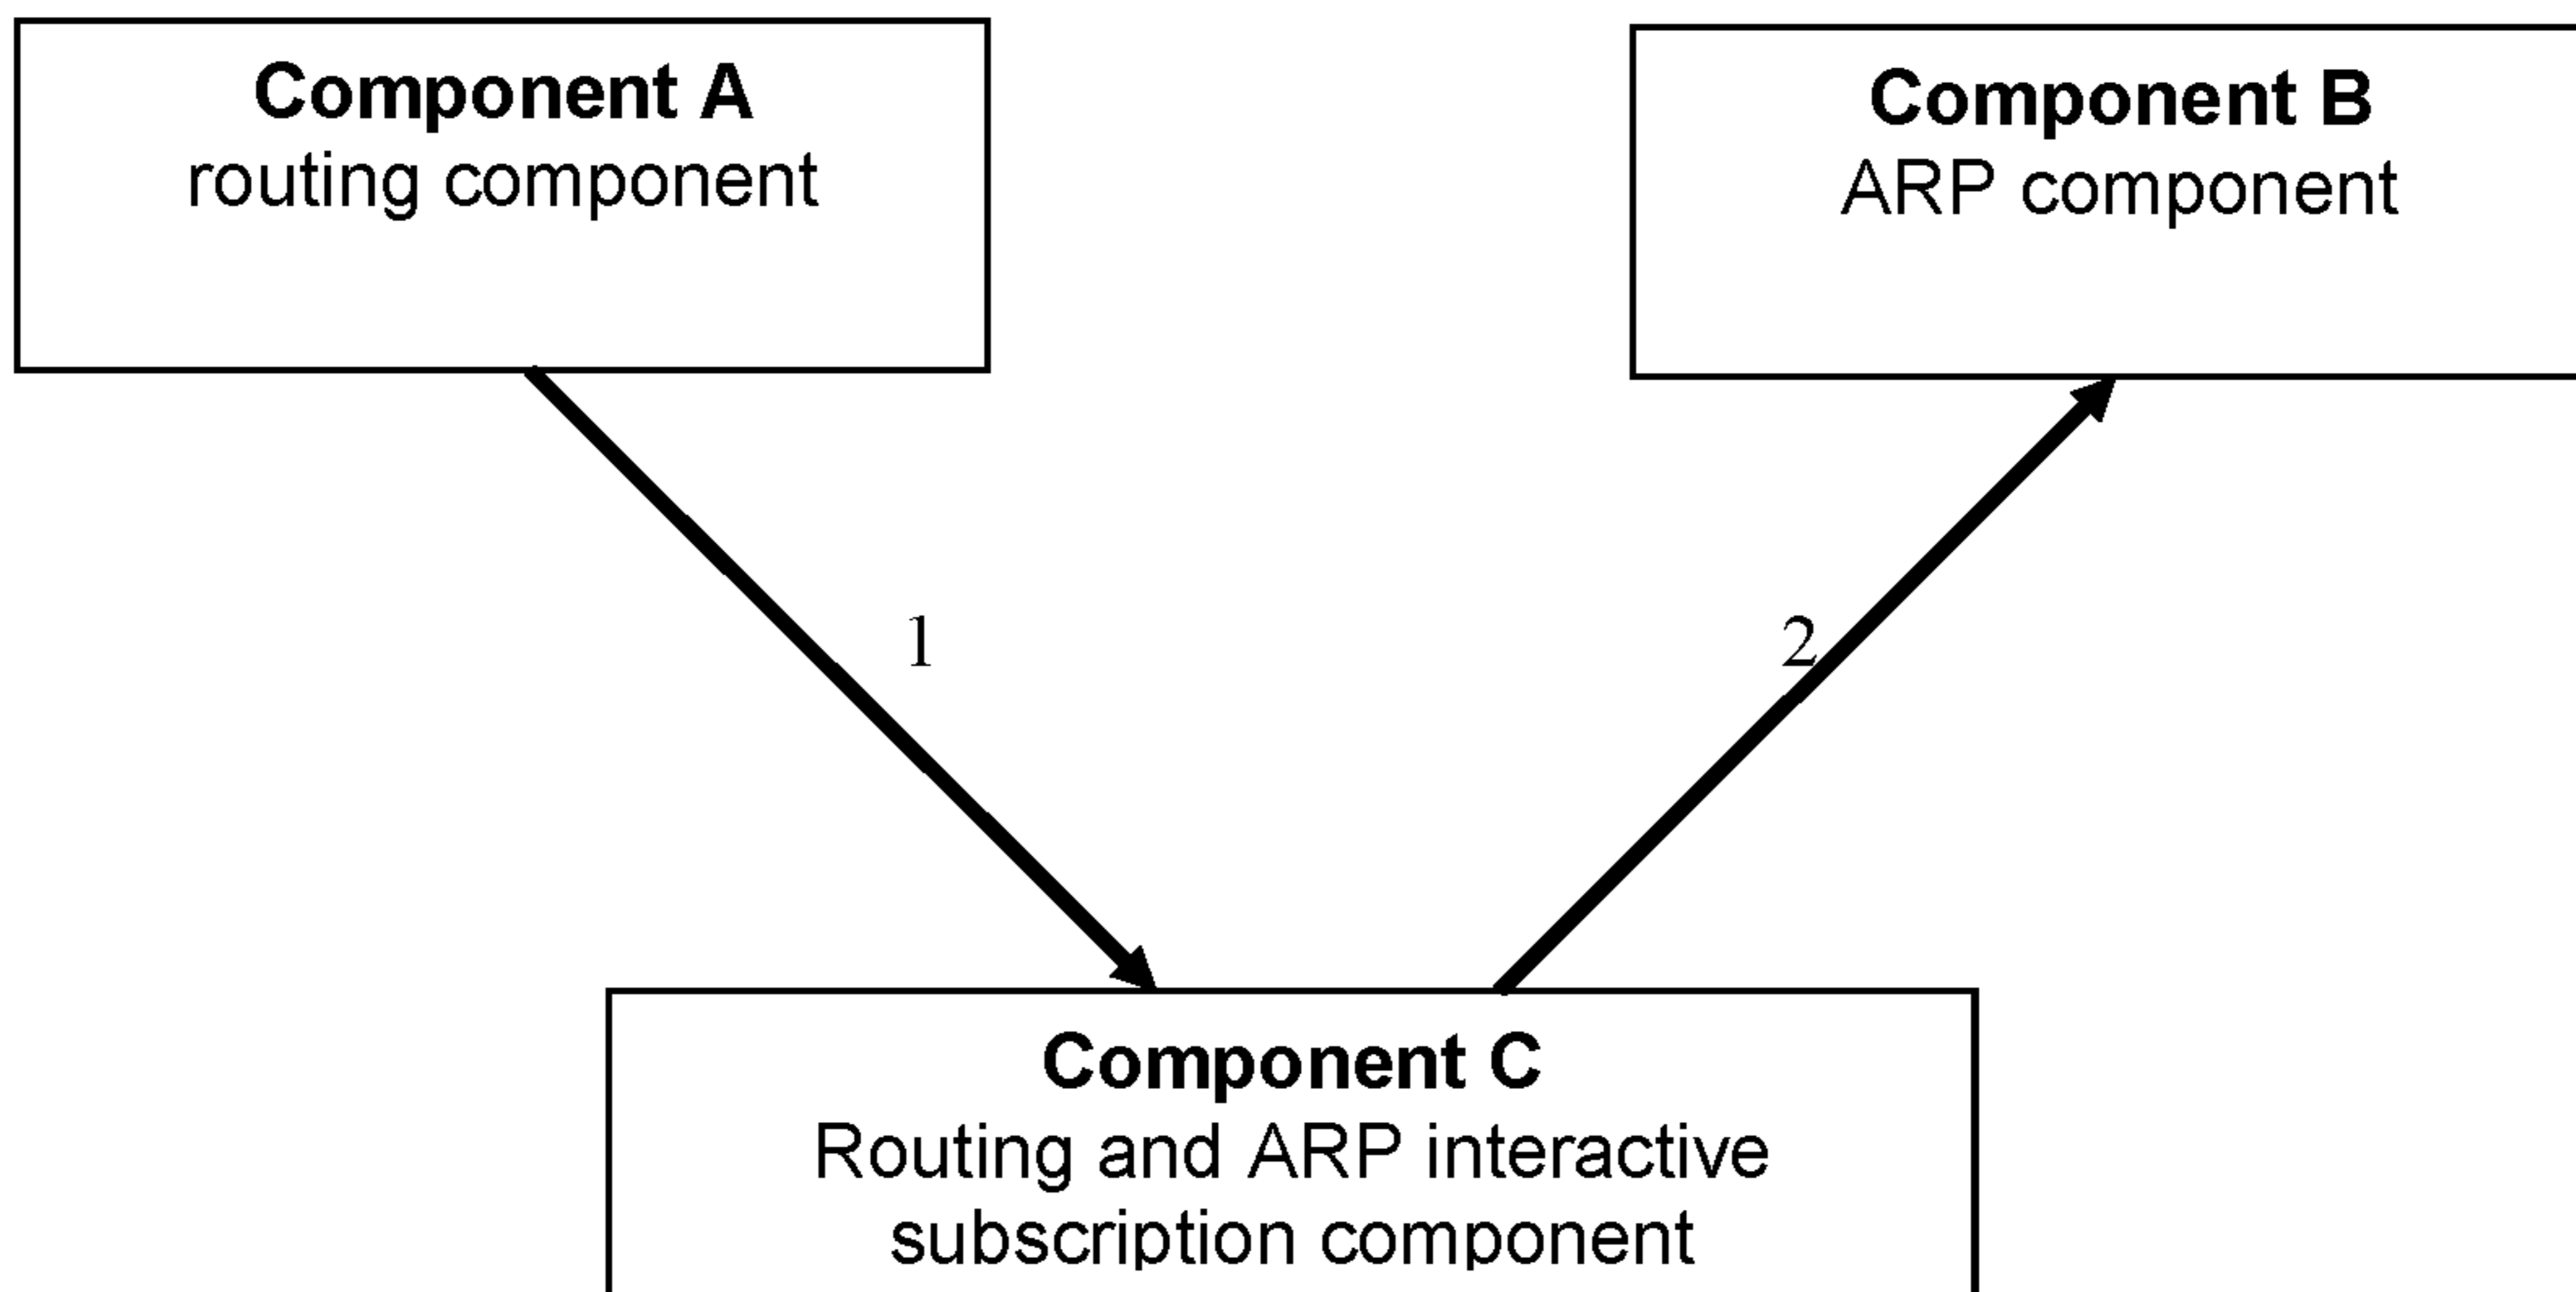 Component A
routing component
Component B
ARP component
1
2
Component C
Routing and ARP interactive
subscription component